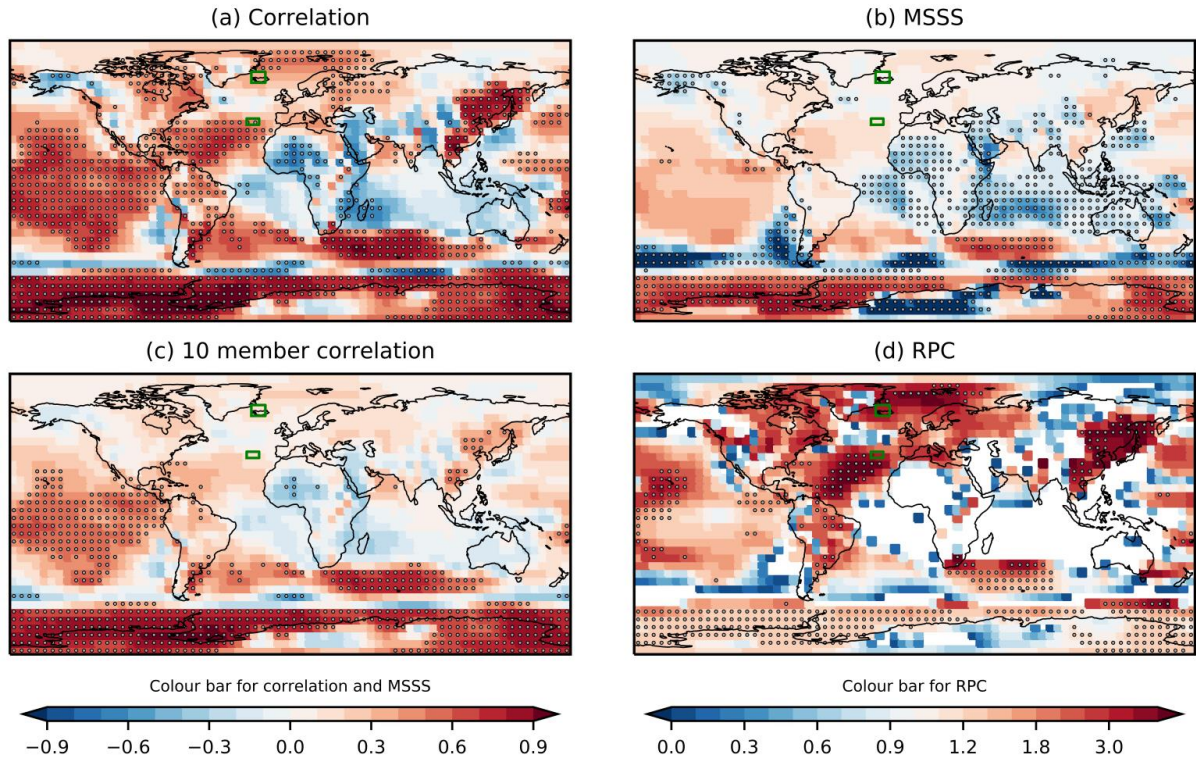 (a) Correlation
(b) MSSS
(c) 10 member correlation
(d) RPC
Colour bar for correlation and MSSS
Colour bar for RPC
−0.9 −0.6 −0.3 0.0 0.3 0.6 0.9
0.0 0.3 0.6 0.9 1.2 1.8 3.0